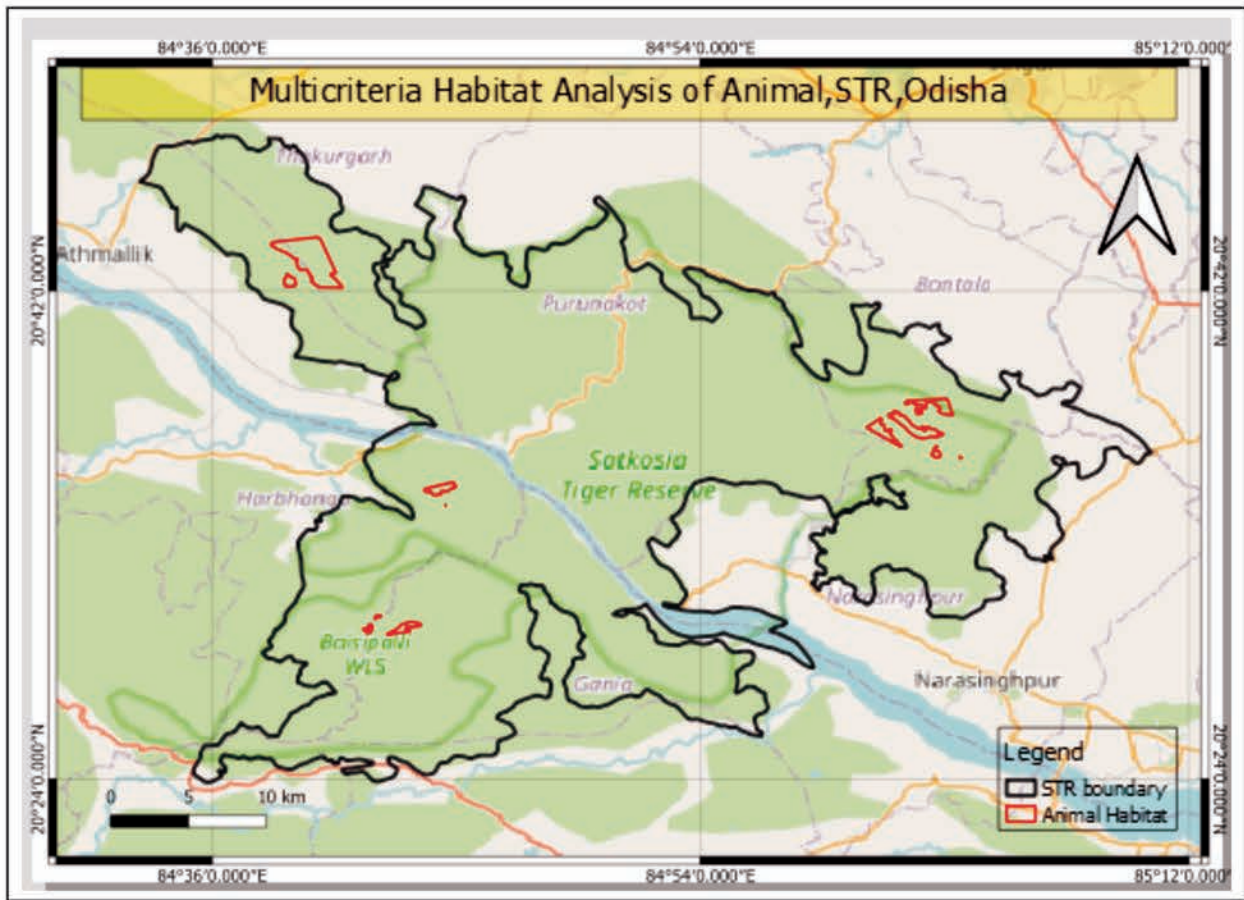 84°36'0.000"E 84°54'0.000"E 85°12'0.000"
Multicriteria Habitat Analysis of Animal,STR,Odisha
Thakurgarh
Athmallik
20°42'0.000"N
20°42'0.000"N
Bantala
Purunakot
Satkosia
Tiger Reserve
Harbhanga
Baisipalli
WLS
Narasinghpur
Gania
Narasinghpur
Legend
STR boundary
Animal Habitat
20°24'0.000"N
20°24'0.000"N
0 5 10 km
84°36'0.000"E 84°54'0.000"E 85°12'0.000"